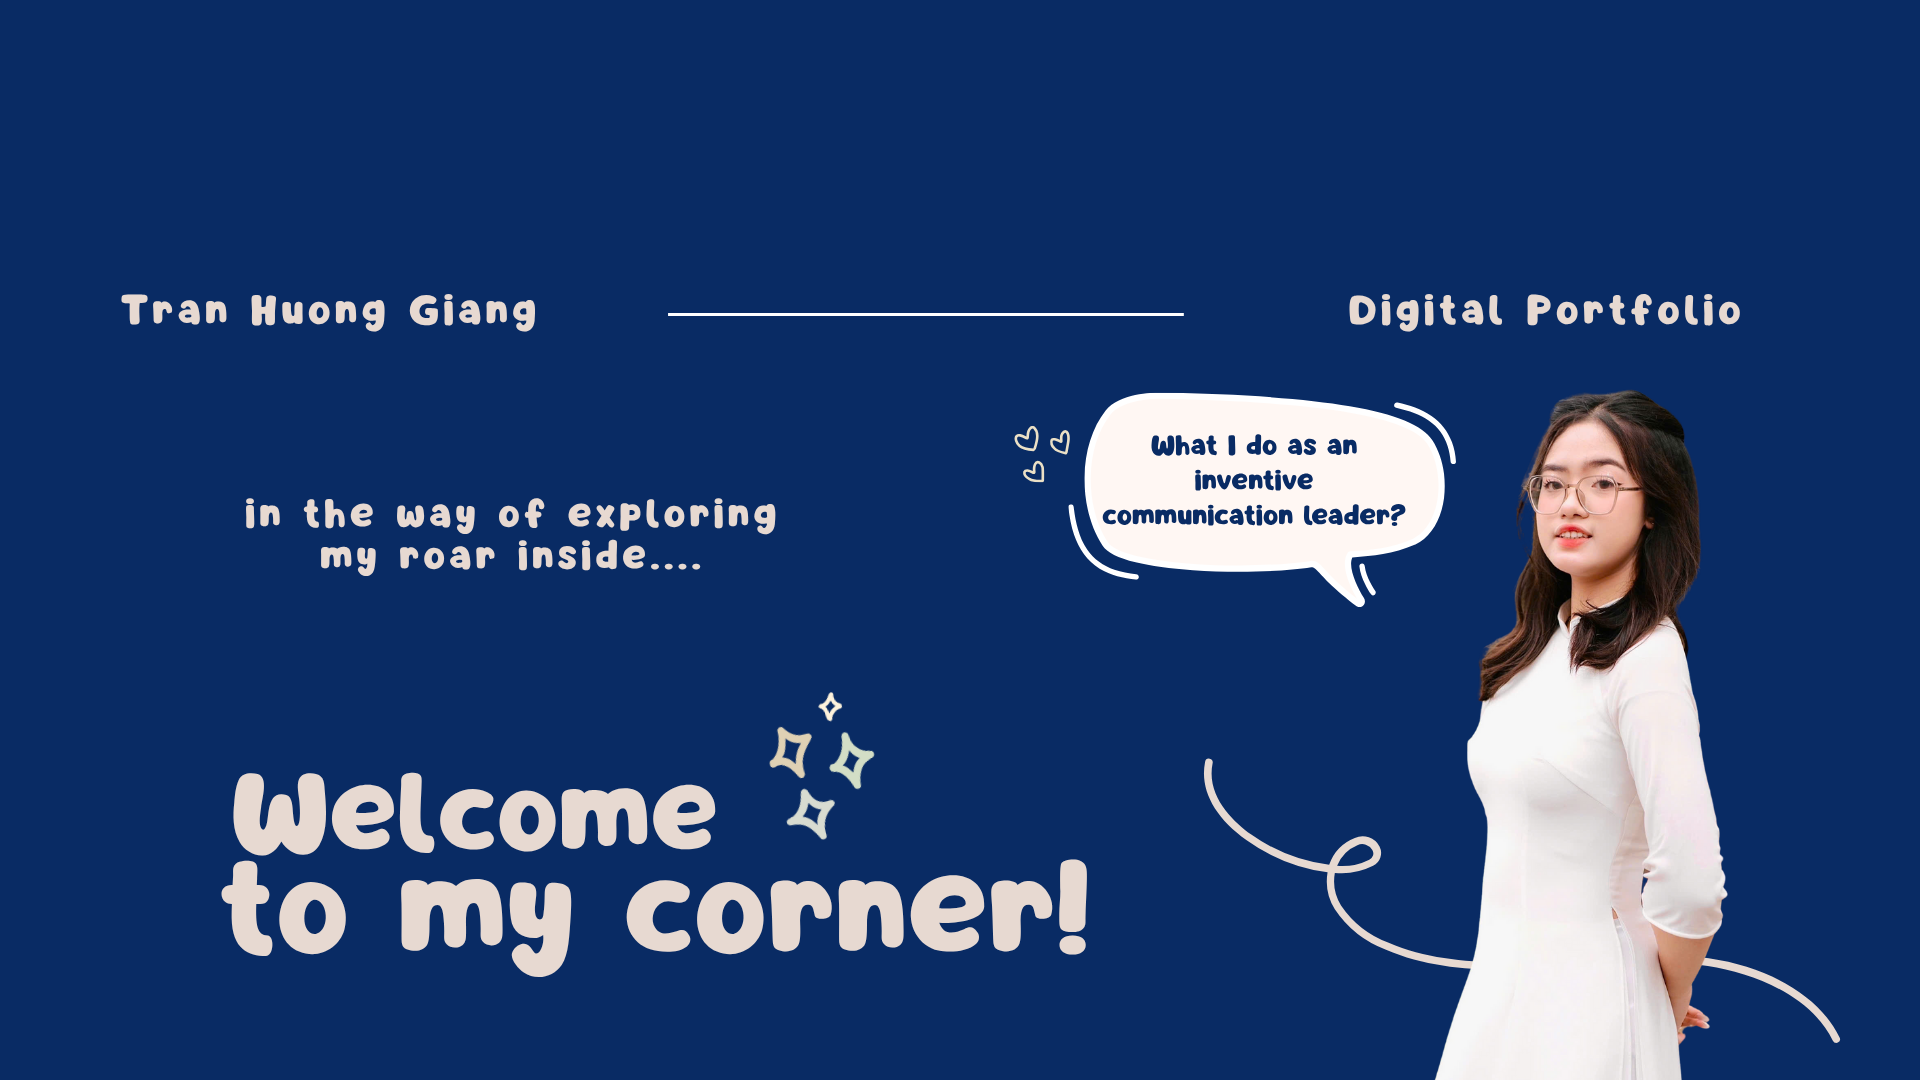 Tran Huong Giang
Digital Portfolio
What I do as an
inventive
communication leader?
in the way of exploring
my roar inside....
Welcome
to my corner!